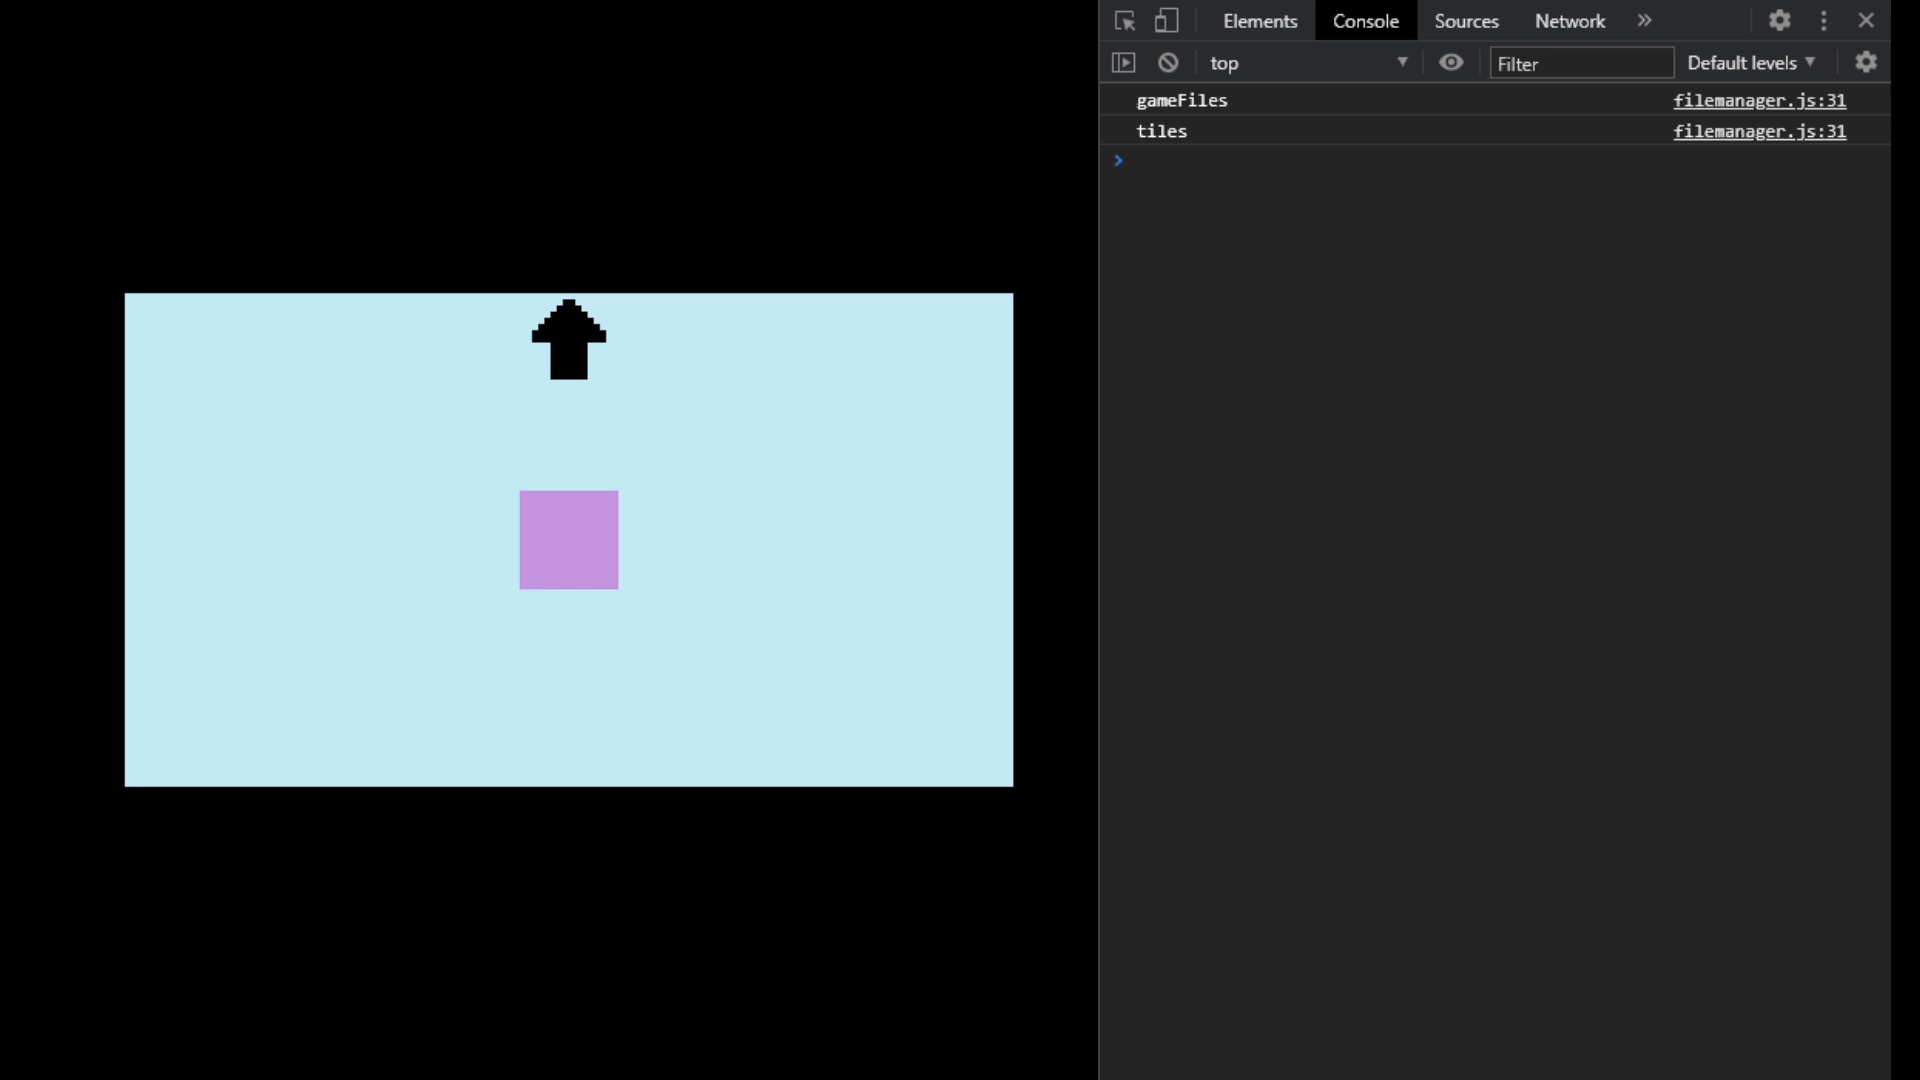 Elements Console Sources Network
top Filter Default levels
gameFiles filemanager.js:31
tiles filemanager.js:31